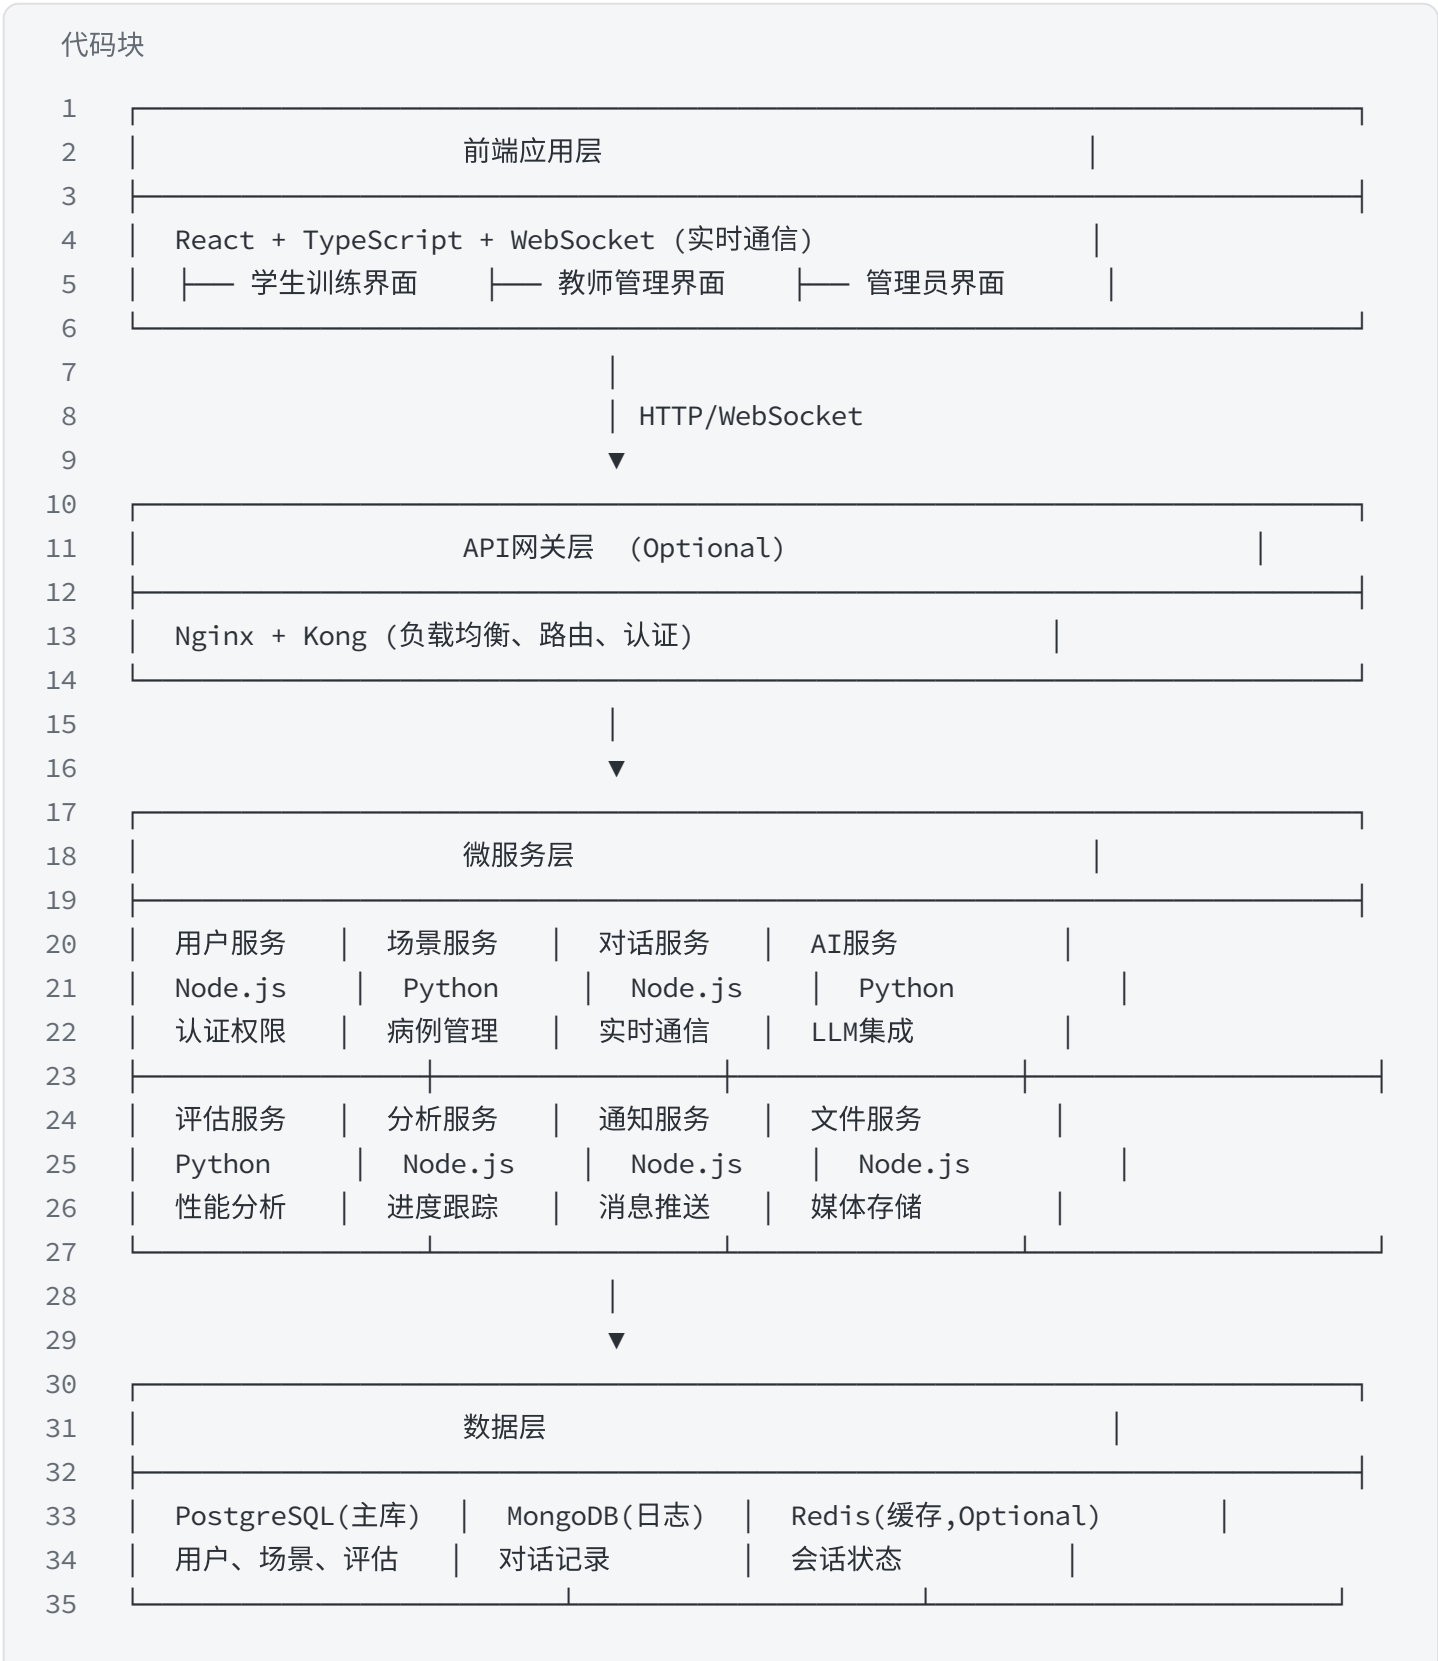 代码块
1 ┌─────────────────────────────────────────────────────────────┐
2 │ 前端应用层 │
3 ├─────────────────────────────────────────────────────────────┤
4 │ React + TypeScript + WebSocket (实时通信) │
5 │ ├── 学生训练界面 ├── 教师管理界面 ├── 管理员界面 │
6 └─────────────────────────────────────────────────────────────┘
7 │
8 │ HTTP/WebSocket
9 ▼
10 ┌─────────────────────────────────────────────────────────────┐
11 │ API网关层 (Optional) │
12 ├─────────────────────────────────────────────────────────────┤
13 │ Nginx + Kong (负载均衡、路由、认证) │
14 └─────────────────────────────────────────────────────────────┘
15 │
16 ▼
17 ┌─────────────────────────────────────────────────────────────┐
18 │ 微服务层 │
19 ├─────────────────────────────────────────────────────────────┤
20 │ 用户服务 │ 场景服务 │ 对话服务 │ AI服务 │
21 │ Node.js │ Python │ Node.js │ Python │
22 │ 认证权限 │ 病例管理 │ 实时通信 │ LLM集成 │
23 ├──────────────┼──────────────┼──────────────┼─────────────────┤
24 │ 评估服务 │ 分析服务 │ 通知服务 │ 文件服务 │
25 │ Python │ Node.js │ Node.js │ Node.js │
26 │ 性能分析 │ 进度跟踪 │ 消息推送 │ 媒体存储 │
27 └──────────────┴──────────────┴──────────────┴─────────────────┘
28 │
29 ▼
30 ┌─────────────────────────────────────────────────────────────┐
31 │ 数据层 │
32 ├─────────────────────────────────────────────────────────────┤
33 │ PostgreSQL(主库) │ MongoDB(日志) │ Redis(缓存,Optional) │
34 │ 用户、场景、评估 │ 对话记录 │ 会话状态 │
35 └─────────────────────┴─────────────────┴────────────────────┘